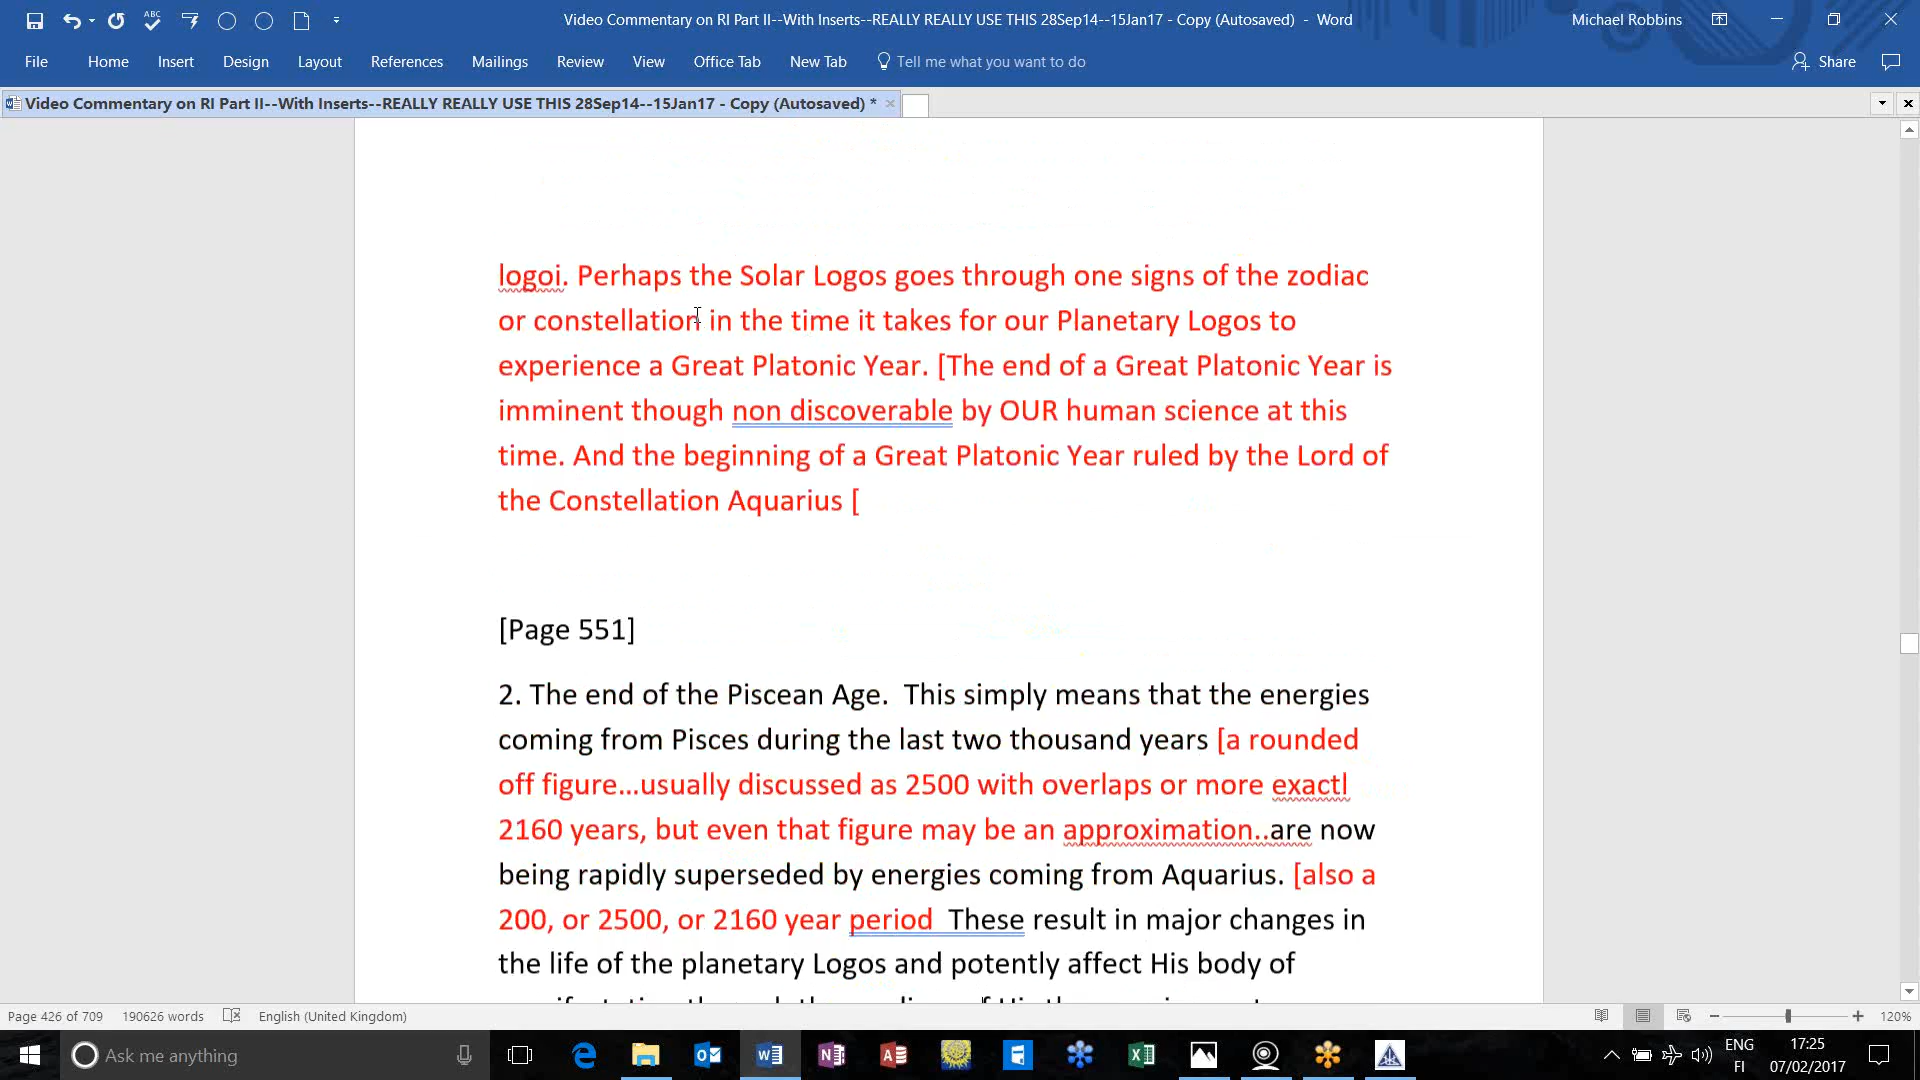 Video Commentary on RI Part II--With Inserts--REALLY REALLY USE THIS 28Sep14--15Jan17 - Copy (Autosaved) - Word
Michael Robbins
File Home Insert Design Layout References Mailings Review View Office Tab New Tab Tell me what you want to do Share
Video Commentary on RI Part II--With Inserts--REALLY REALLY USE THIS 28Sep14--15Jan17 - Copy (Autosaved) *
logoi. Perhaps the Solar Logos goes through one signs of the zodiac
or constellation in the time it takes for our Planetary Logos to
experience a Great Platonic Year. [The end of a Great Platonic Year is
imminent though non discoverable by OUR human science at this
time. And the beginning of a Great Platonic Year ruled by the Lord of
the Constellation Aquarius [
[Page 551]
2. The end of the Piscean Age.  This simply means that the energies
coming from Pisces during the last two thousand years [a rounded
off figure…usually discussed as 2500 with overlaps or more exactl
2160 years, but even that figure may be an approximation..are now
being rapidly superseded by energies coming from Aquarius. [also a
200, or 2500, or 2160 year period  These result in major changes in
the life of the planetary Logos and potently affect His body of
Page 426 of 709 190626 words English (United Kingdom) 120%
Ask me anything
ENG
FI
17:25
07/02/2017